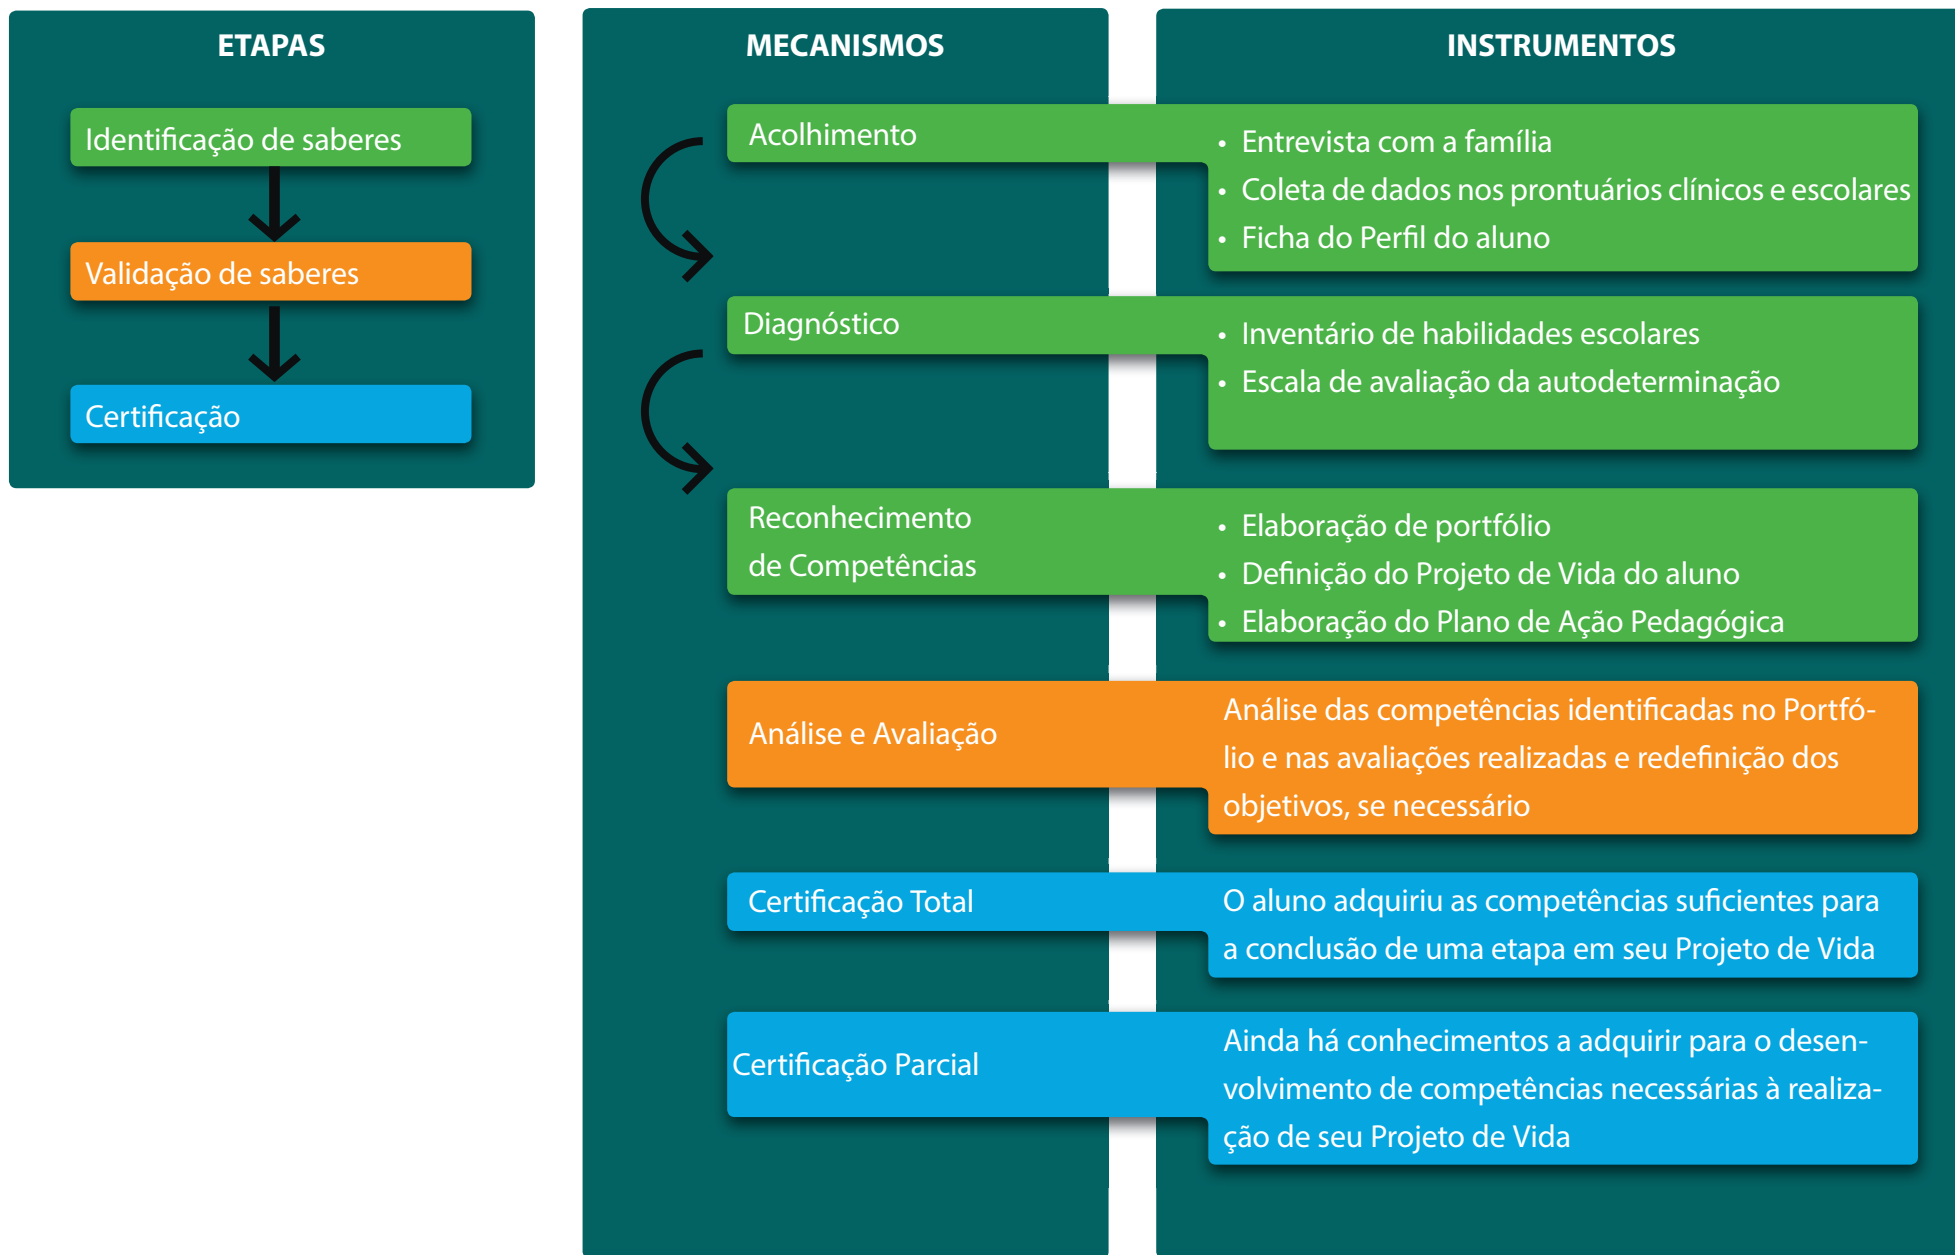 ETAPAS
Identificação de saberes
Validação de saberes
Certificação
MECANISMOS
INSTRUMENTOS
Acolhimento
• Entrevista com a família
• Coleta de dados nos prontuários clínicos e escolares
• Ficha do Perfil do aluno
Diagnóstico
• Inventário de habilidades escolares
• Escala de avaliação da autodeterminação
Reconhecimento
de Competências
• Elaboração de portfólio
• Definição do Projeto de Vida do aluno
• Elaboração do Plano de Ação Pedagógica
Análise e Avaliação
Análise das competências identificadas no Portfó-
lio e nas avaliações realizadas e redefinição dos
objetivos, se necessário
Certificação Total
O aluno adquiriu as competências suficientes para
a conclusão de uma etapa em seu Projeto de Vida
Certificação Parcial
Ainda há conhecimentos a adquirir para o desen-
volvimento de competências necessárias à realiza-
ção de seu Projeto de Vida